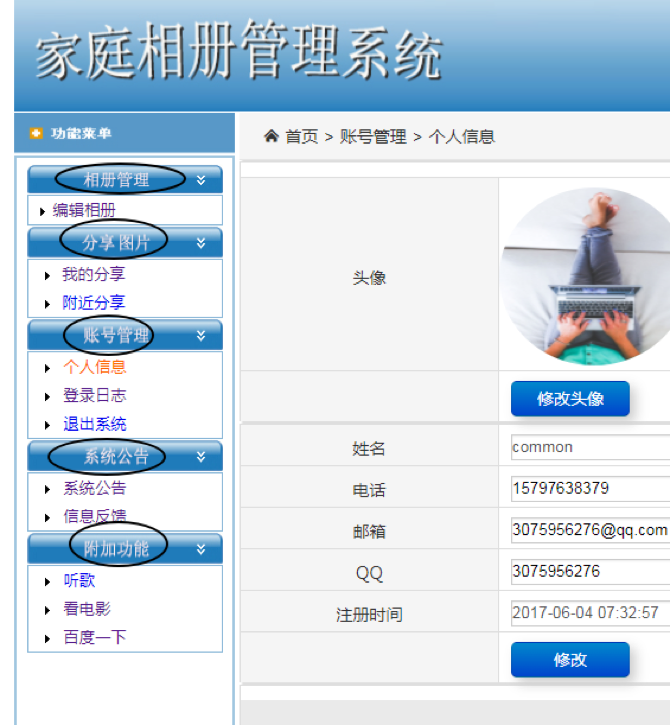 家庭相册管理系统
功能菜单
首页 > 账号管理 > 个人信息
相册管理
编辑相册
分享图片
我的分享
附近分享
账号管理
个人信息
登录日志
退出系统
系统公告
系统公告
信息反馈
附加功能
听歌
看电影
百度一下
头像
修改头像
姓名 common
电话 15797638379
邮箱 3075956276@qq.com
QQ 3075956276
注册时间 2017-06-04 07:32:57
修改